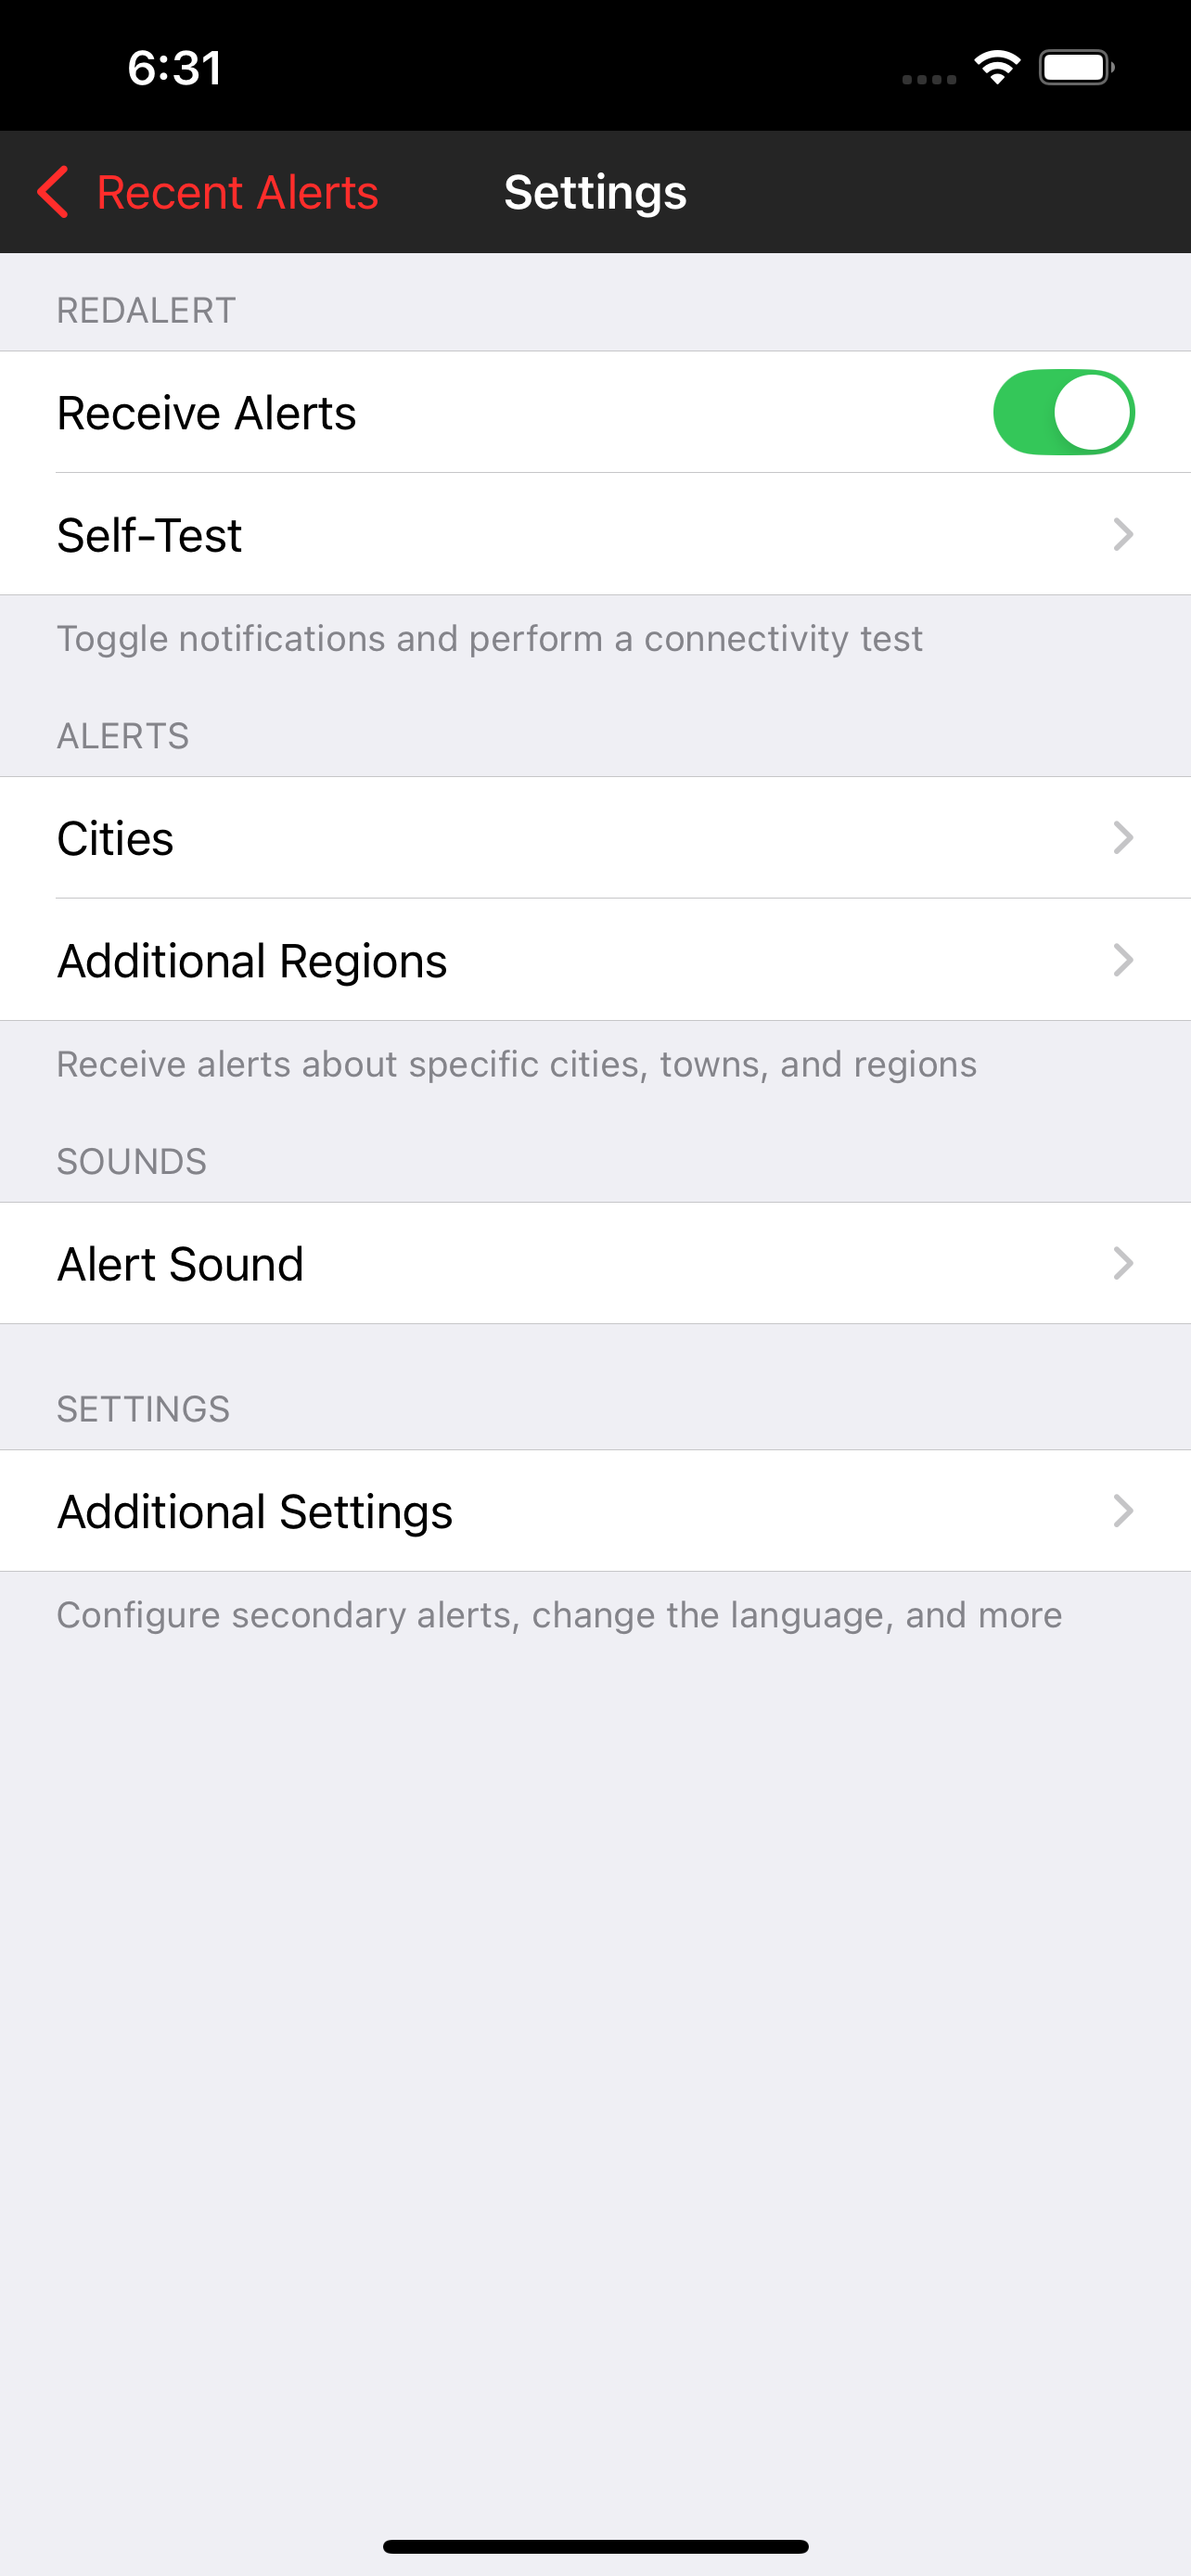 6:31
Recent Alerts Settings
REDALERT
Receive Alerts
Self-Test
Toggle notifications and perform a connectivity test
ALERTS
Cities
Additional Regions
Receive alerts about specific cities, towns, and regions
SOUNDS
Alert Sound
SETTINGS
Additional Settings
Configure secondary alerts, change the language, and more